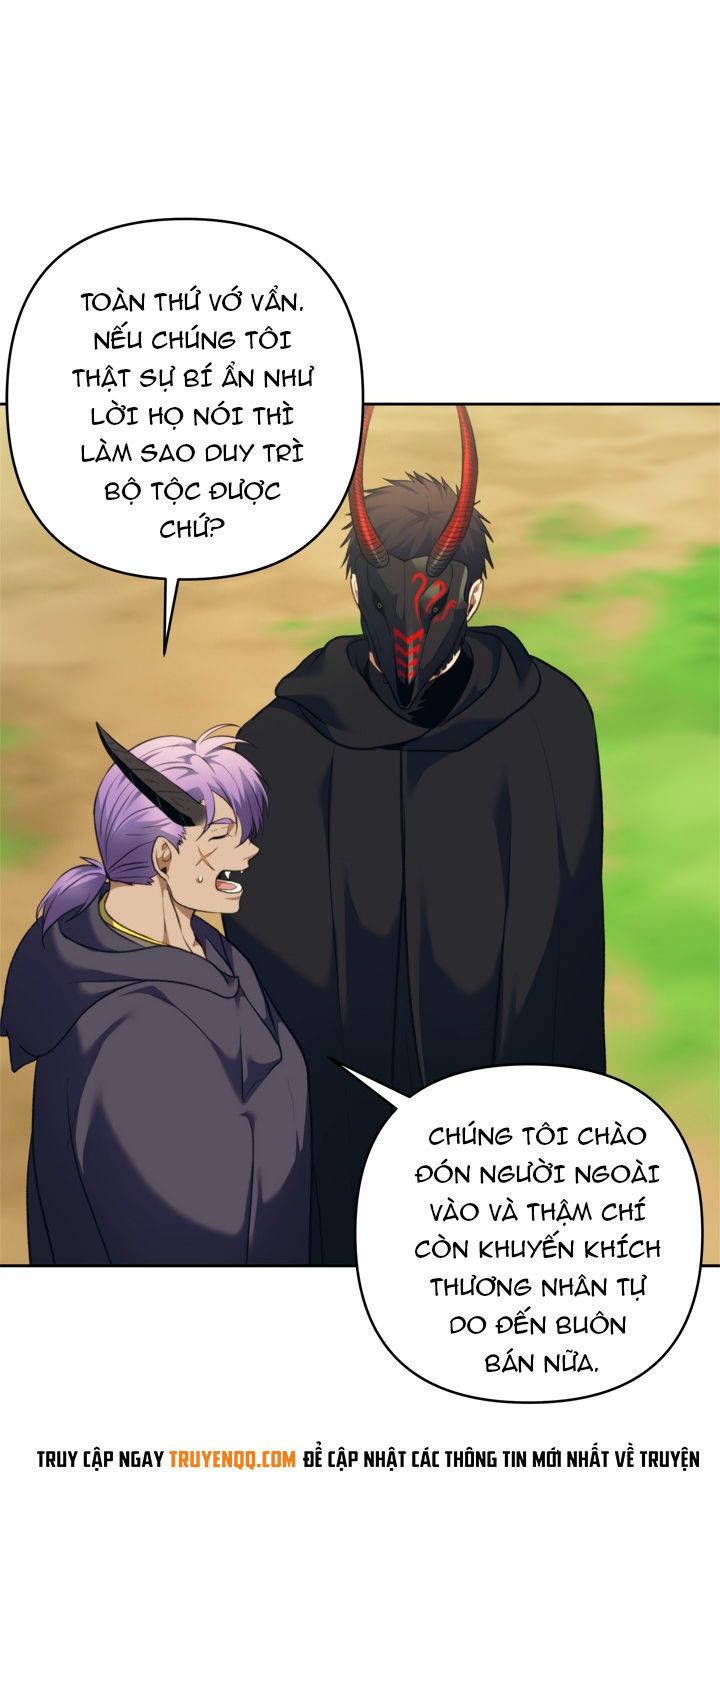 TOÀN THỨ VỚ VẨN.
NẾU CHÚNG TÔI
THẬT SỰ BÍ ẨN NHƯ
LỜI HỌ NÓI THÌ
LÀM SAO DUY TRÌ
BỘ TỘC ĐƯỢC
CHỨ?
CHÚNG TÔI CHÀO
ĐÓN NGƯỜI NGOÀI
VÀO VÀ THẬM CHÍ
CÒN KHUYẾN KHÍCH
THƯƠNG NHÂN TỰ
DO ĐẾN BUÔN
BÁN NỮA.
TRUY CẬP NGAY TRUYENQQ.COM ĐỂ CẬP NHẬT CÁC THÔNG TIN MỚI NHẤT VỀ TRUYỆN